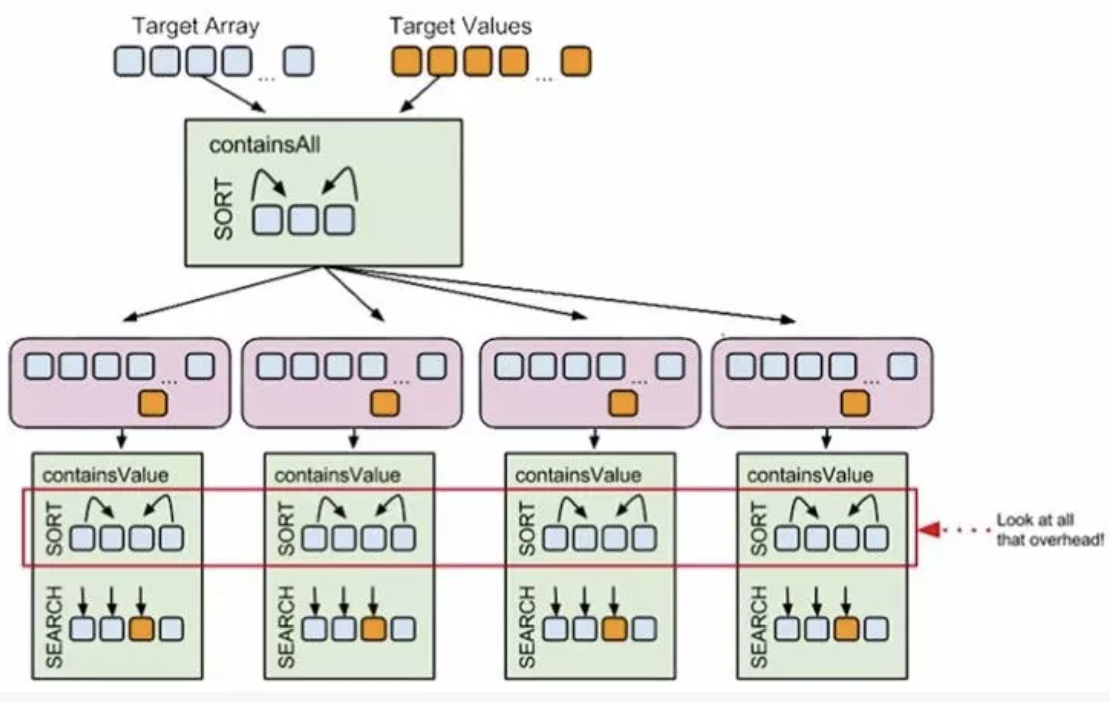 Target Array
Target Values
...
...
containsAll
SORT
...
...
...
...
containsValue
containsValue
containsValue
containsValue
SORT
SORT
SORT
SORT
Look at all
that overhead!
SEARCH
SEARCH
SEARCH
SEARCH